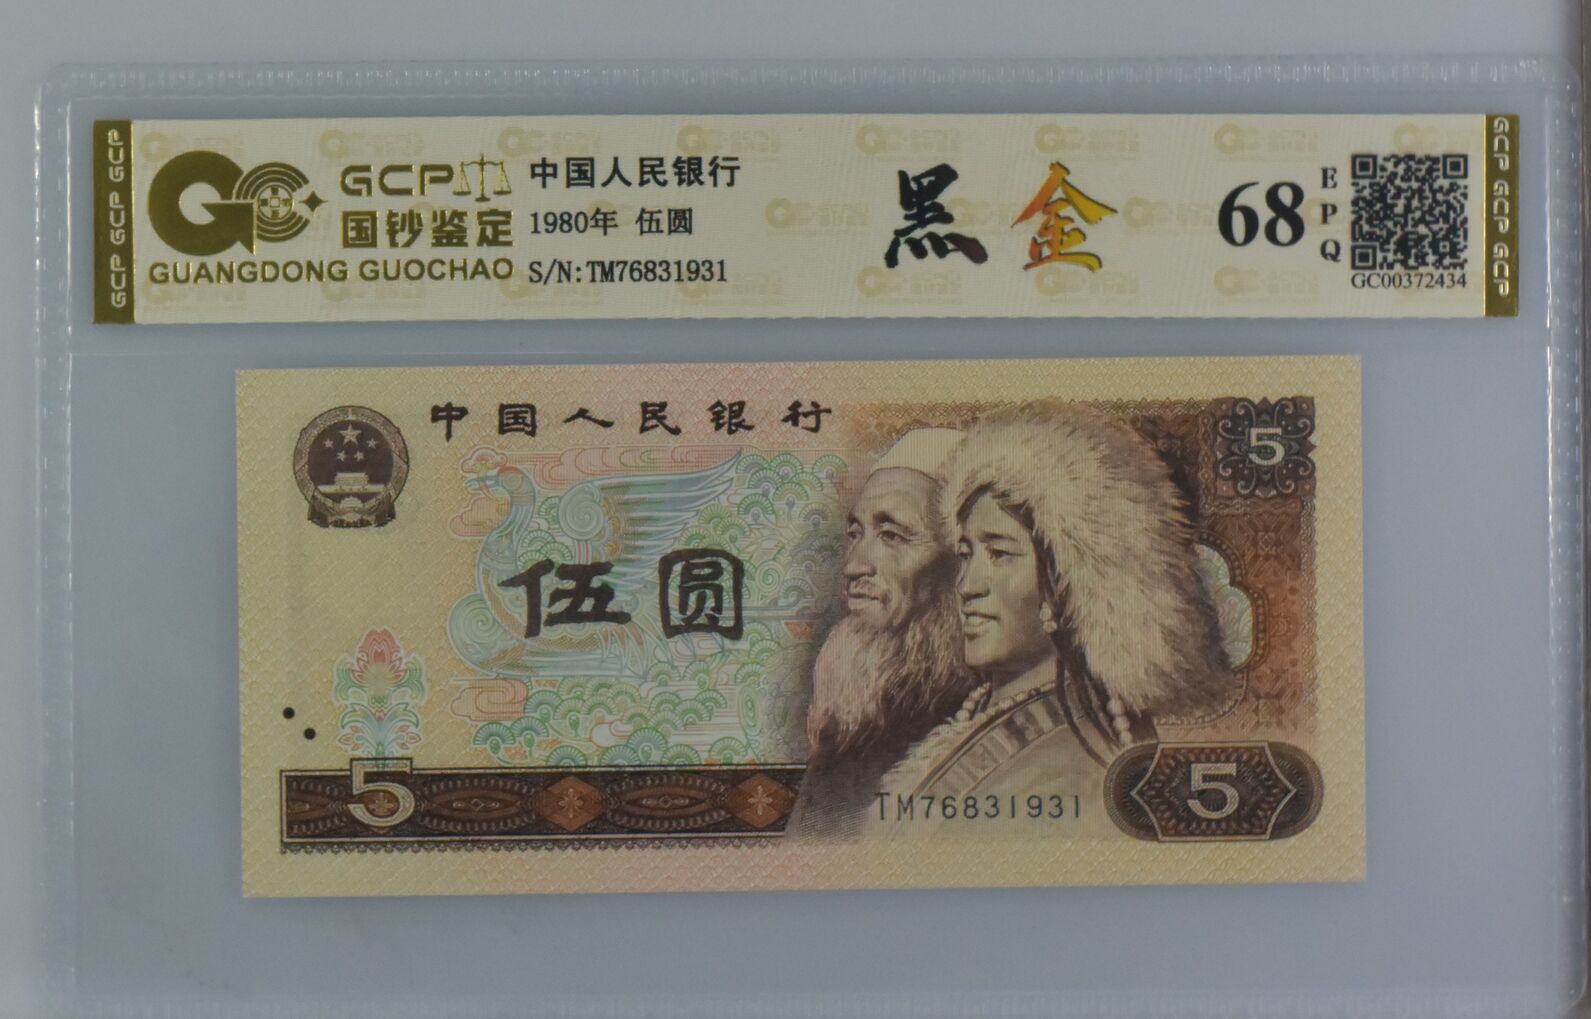 GCP GCP GCP
GCP
国钞鉴定
GUANGDONG GUOCHAO
中国人民银行
1980年 伍圆
S/N:TM76831931
黑金
68
EPQ
GC00372434
GCP GCP GCP
中国人民银行
5
伍圆
5
TM76831931
5